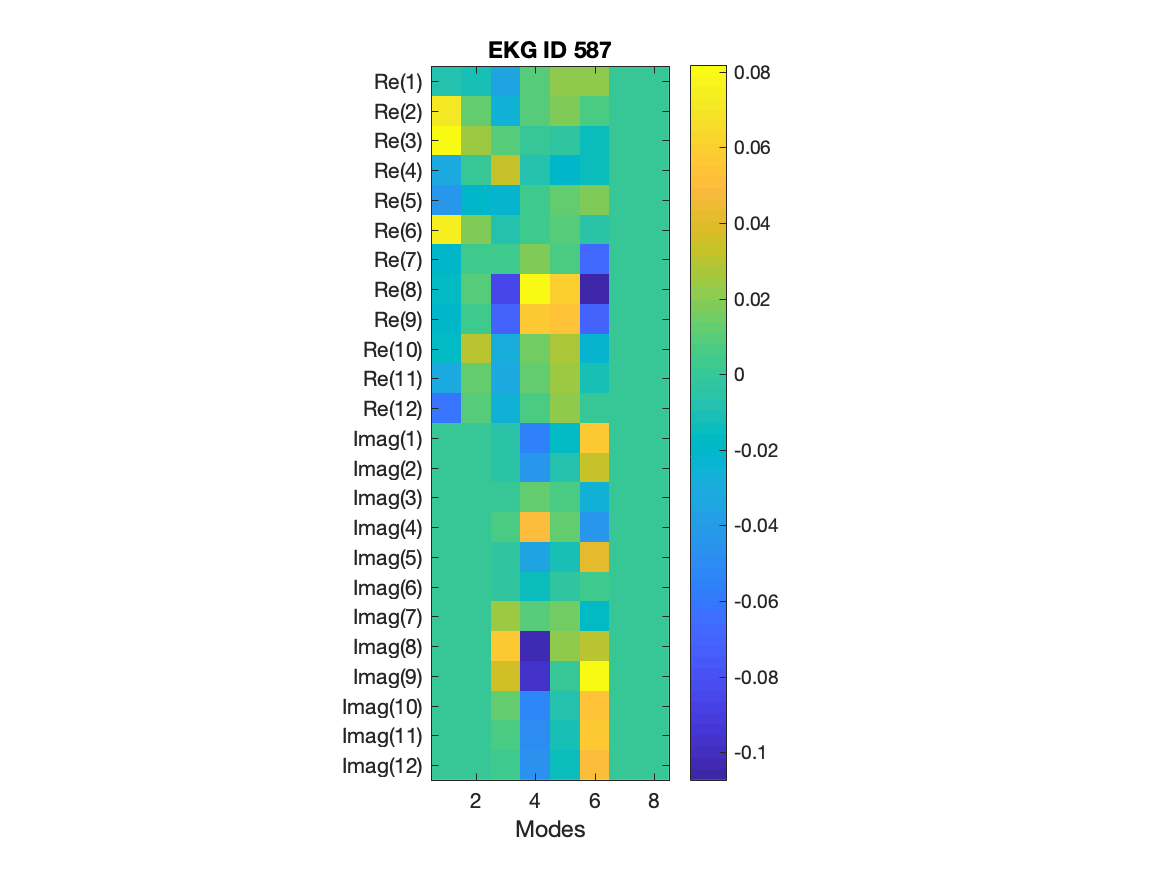 EKG ID 587
Re(1)
Re(2)
Re(3)
Re(4)
Re(5)
Re(6)
Re(7)
Re(8)
Re(9)
Re(10)
Re(11)
Re(12)
Imag(1)
Imag(2)
Imag(3)
Imag(4)
Imag(5)
Imag(6)
Imag(7)
Imag(8)
Imag(9)
Imag(10)
Imag(11)
Imag(12)
2 4 6 8
Modes
0.08
0.06
0.04
0.02
0
-0.02
-0.04
-0.06
-0.08
-0.1